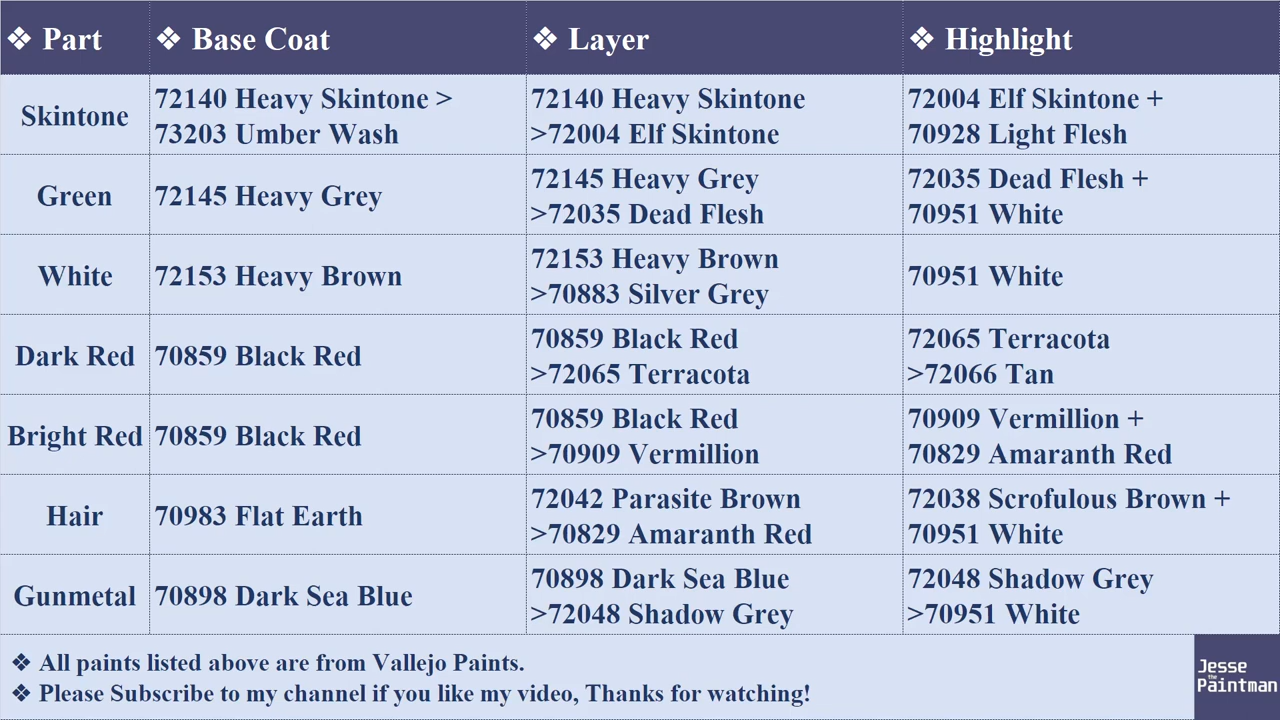 ❖ Part ❖ Base Coat ❖ Layer ❖ Highlight
Skintone
72140 Heavy Skintone >
73203 Umber Wash
72140 Heavy Skintone
>72004 Elf Skintone
72004 Elf Skintone +
70928 Light Flesh
Green
72145 Heavy Grey
72145 Heavy Grey
>72035 Dead Flesh
72035 Dead Flesh +
70951 White
White
72153 Heavy Brown
72153 Heavy Brown
>70883 Silver Grey
70951 White
Dark Red
70859 Black Red
70859 Black Red
>72065 Terracota
72065 Terracota
>72066 Tan
Bright Red
70859 Black Red
70859 Black Red
>70909 Vermillion
70909 Vermillion +
70829 Amaranth Red
Hair
70983 Flat Earth
72042 Parasite Brown
>70829 Amaranth Red
72038 Scrofulous Brown +
70951 White
Gunmetal
70898 Dark Sea Blue
70898 Dark Sea Blue
>72048 Shadow Grey
72048 Shadow Grey
>70951 White
❖ All paints listed above are from Vallejo Paints.
❖ Please Subscribe to my channel if you like my video, Thanks for watching!
Jesse
the
Paintman